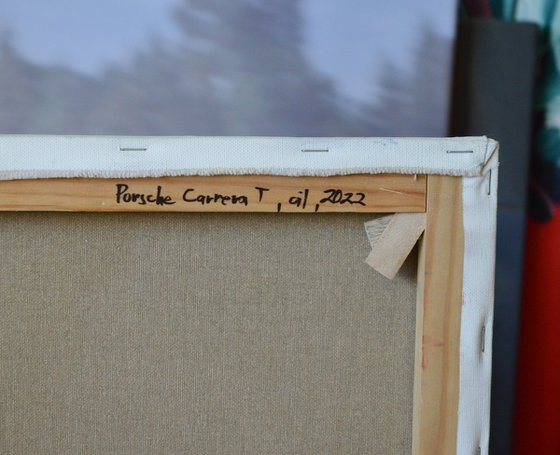 Porsche Carrera T, oil, 2022